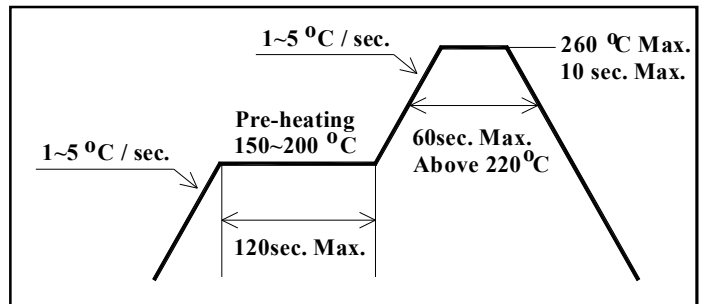 1~5 °C / sec.
260 °C Max.
10 sec. Max.
Pre-heating
150~200 °C
1~5 °C / sec.
60sec. Max.
Above 220°C
120sec. Max.